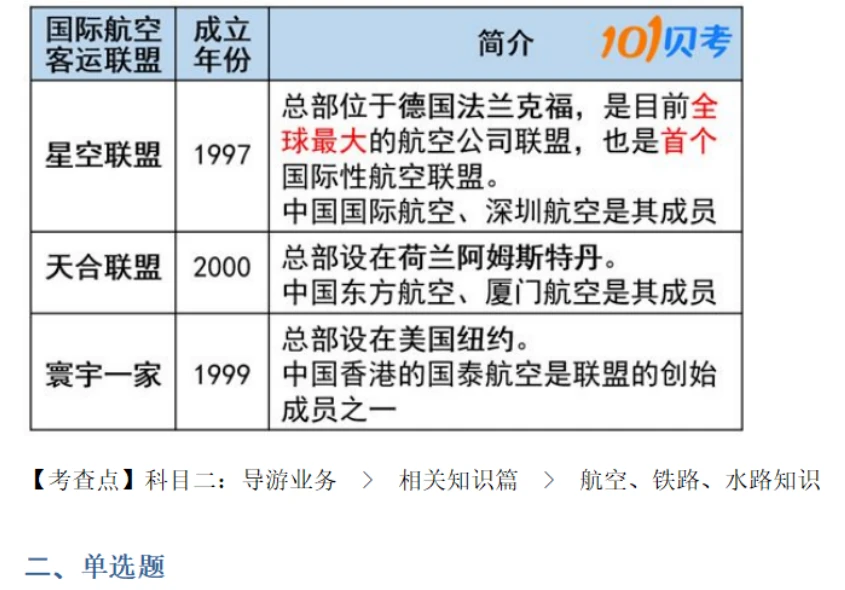 国际航空
客运联盟
成立
年份
简介
101贝考
星空联盟
1997
总部位于德国法兰克福，是目前全
球最大的航空公司联盟，也是首个
国际性航空联盟。
中国国际航空、深圳航空是其成员
天合联盟
2000
总部设在荷兰阿姆斯特丹。
中国东方航空、厦门航空是其成员
寰宇一家
1999
总部设在美国纽约。
中国香港的国泰航空是联盟的创始
成员之一
【考查点】科目二：导游业务 > 相关知识篇 > 航空、铁路、水路知识
二、单选题